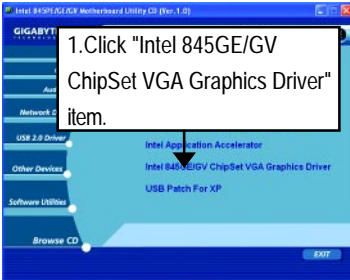 Intel 845PE/GE/GV Motherboard Utility CD (Ver.1.0)
GIGABYT
1.Click "Intel 845GE/GV
ChipSet VGA Graphics Driver"
item.
Network D
USB 2.0 Driver
Other Devices
Software Utilities
Browse CD
Intel Application Accelerator
Intel 845GE/GV ChipSet VGA Graphics Driver
USB Patch For XP
EXIT